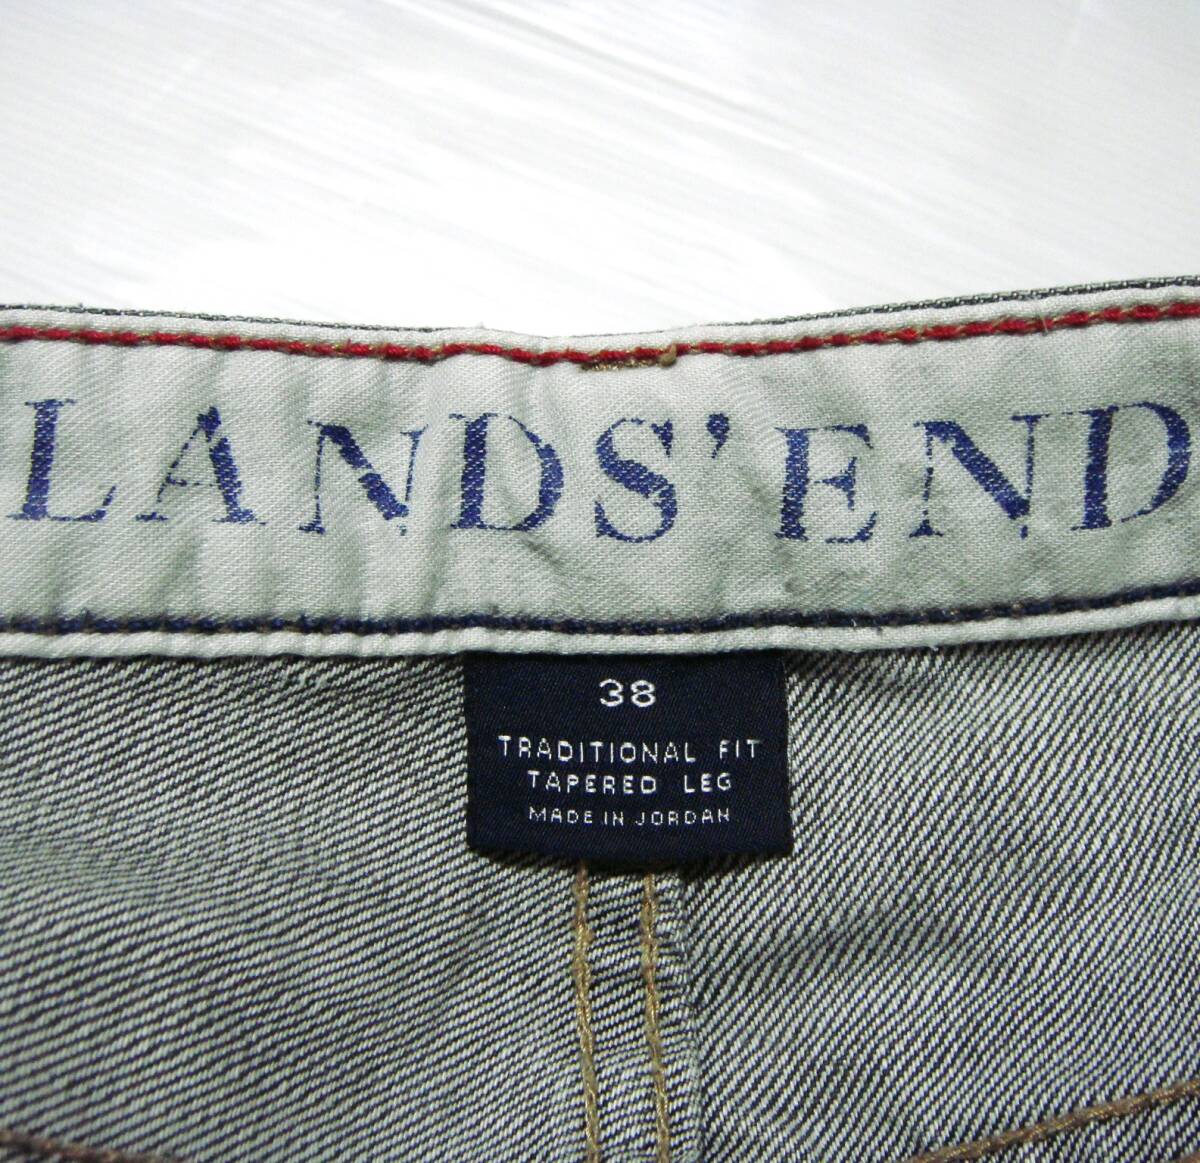 LANDS' END
38
TRADITIONAL FIT
TAPERED LEG
MADE IN JORDAN